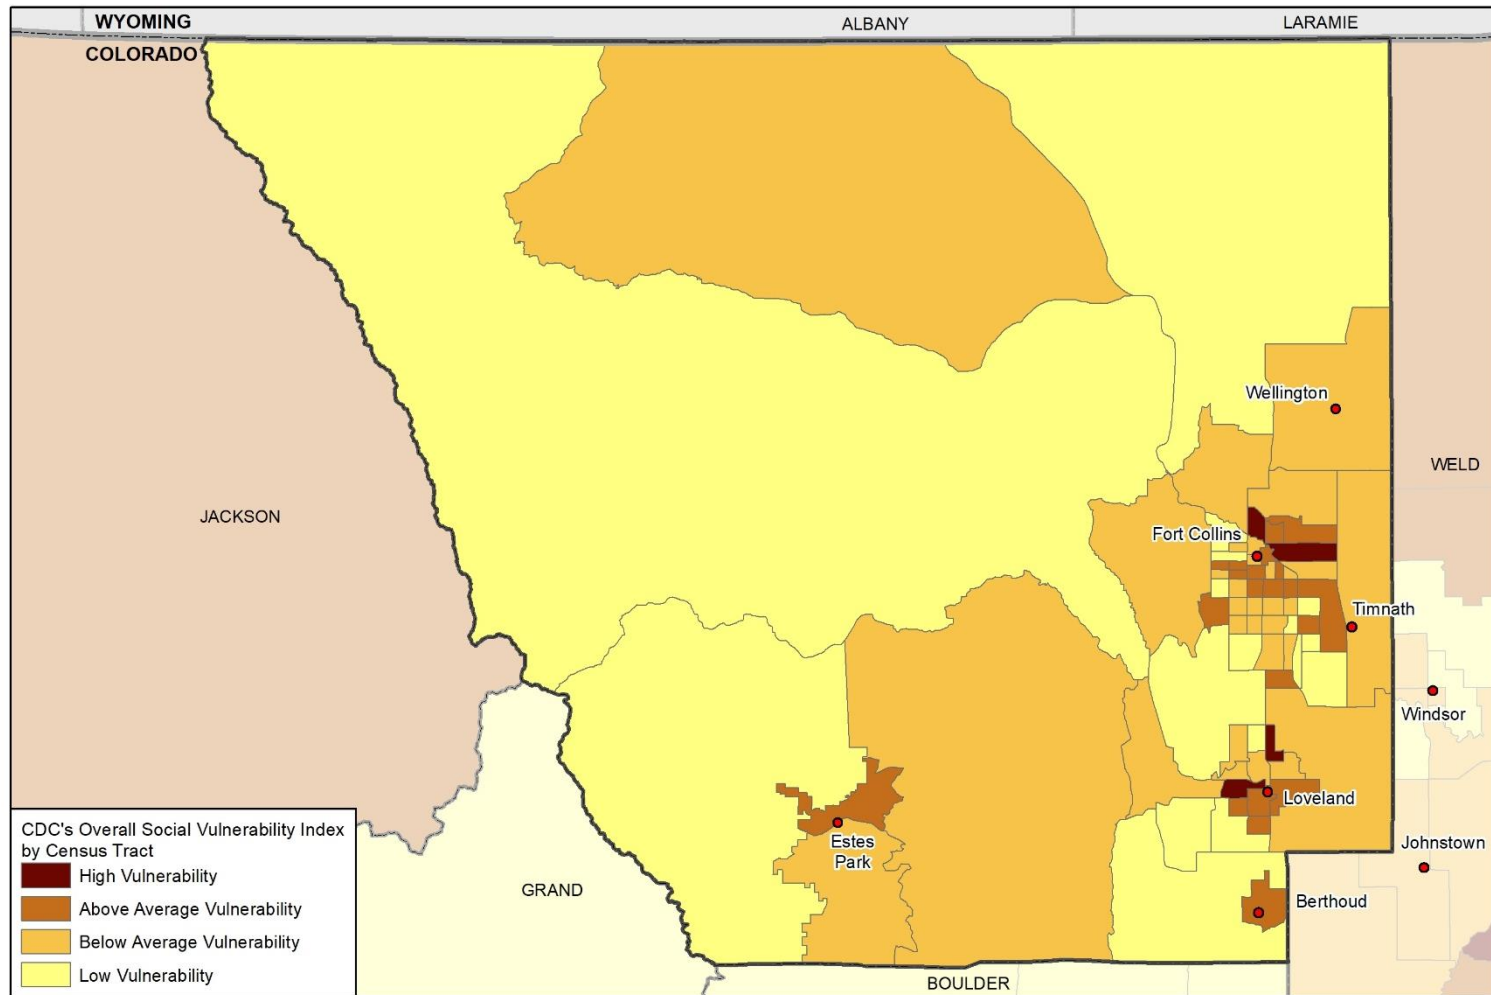 WYOMING
ALBANY
LARAMIE
COLORADO
Wellington
WELD
JACKSON
Fort Collins
Timnath
Windsor
Loveland
CDC's Overall Social Vulnerability Index
by Census Tract
High Vulnerability
Above Average Vulnerability
Below Average Vulnerability
Low Vulnerability
Estes
Park
Johnstown
GRAND
Berthoud
BOULDER